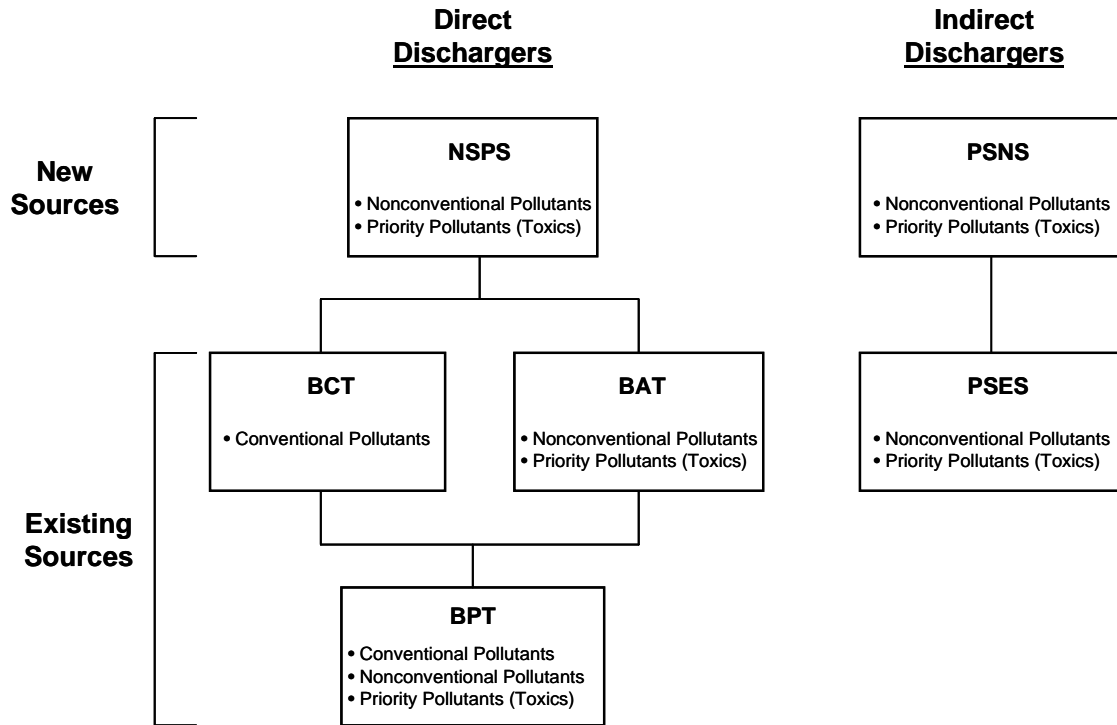 Direct
Dischargers
Indirect
Dischargers
New
Sources
NSPS
• Nonconventional Pollutants
• Priority Pollutants (Toxics)
PSNS
• Nonconventional Pollutants
• Priority Pollutants (Toxics)
Existing
Sources
BCT
• Conventional Pollutants
BAT
• Nonconventional Pollutants
• Priority Pollutants (Toxics)
PSES
• Nonconventional Pollutants
• Priority Pollutants (Toxics)
BPT
• Conventional Pollutants
• Nonconventional Pollutants
• Priority Pollutants (Toxics)